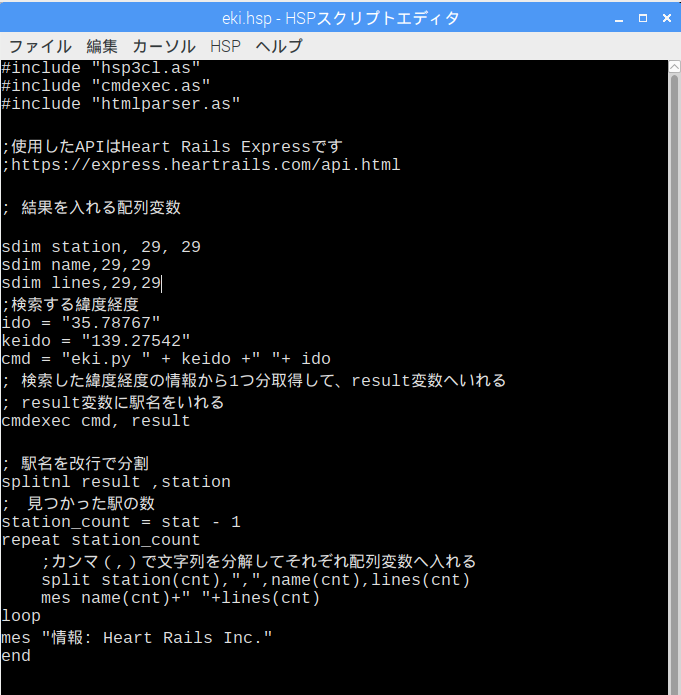 eki.hsp - HSPスクリプトエディタ
ファイル 編集 カーソル HSP ヘルプ
#include "hsp3cl.as"
#include "cmdexec.as"
#include "htmlparser.as"
;使用したAPIはHeart Rails Expressです
;https://express.heartrails.com/api.html
; 結果を入れる配列変数
sdim station, 29, 29
sdim name,29,29
sdim lines,29,29
;検索する緯度経度
ido = "35.78767"
keido = "139.27542"
cmd = "eki.py " + keido +" "+ ido
; 検索した緯度経度の情報から1つ分取得して、result変数へいれる
; result変数に駅名をいれる
cmdexec cmd, result
; 駅名を改行で分割
splitnl result ,station
;　見つかった駅の数
station_count = stat - 1
repeat station_count
    ;カンマ(,)で文字列を分解してそれぞれ配列変数へ入れる
    split station(cnt),",",name(cnt),lines(cnt)
    mes name(cnt)+" "+lines(cnt)
loop
mes "情報: Heart Rails Inc."
end